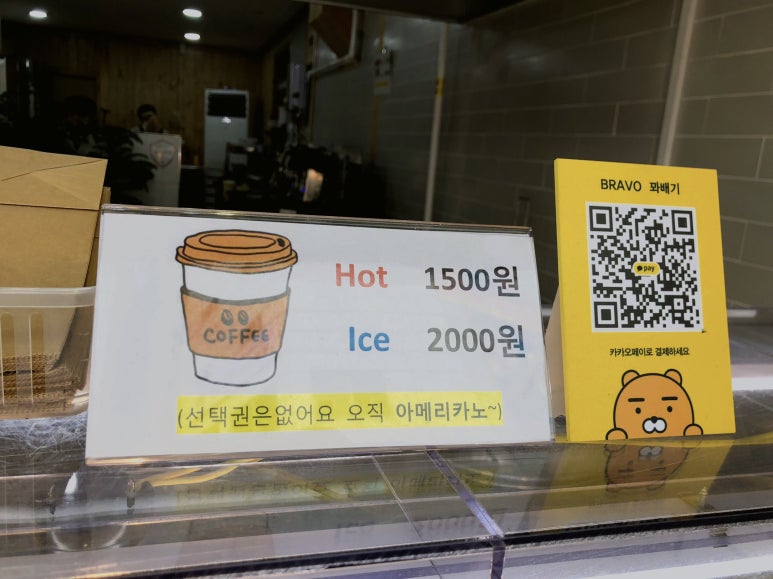 Hot 1500원
Ice 2000원
COFFEE
(선택권은없어요 오직 아메리카노~)
BRAVO 꽈배기
pay
카카오페이로 결제하세요